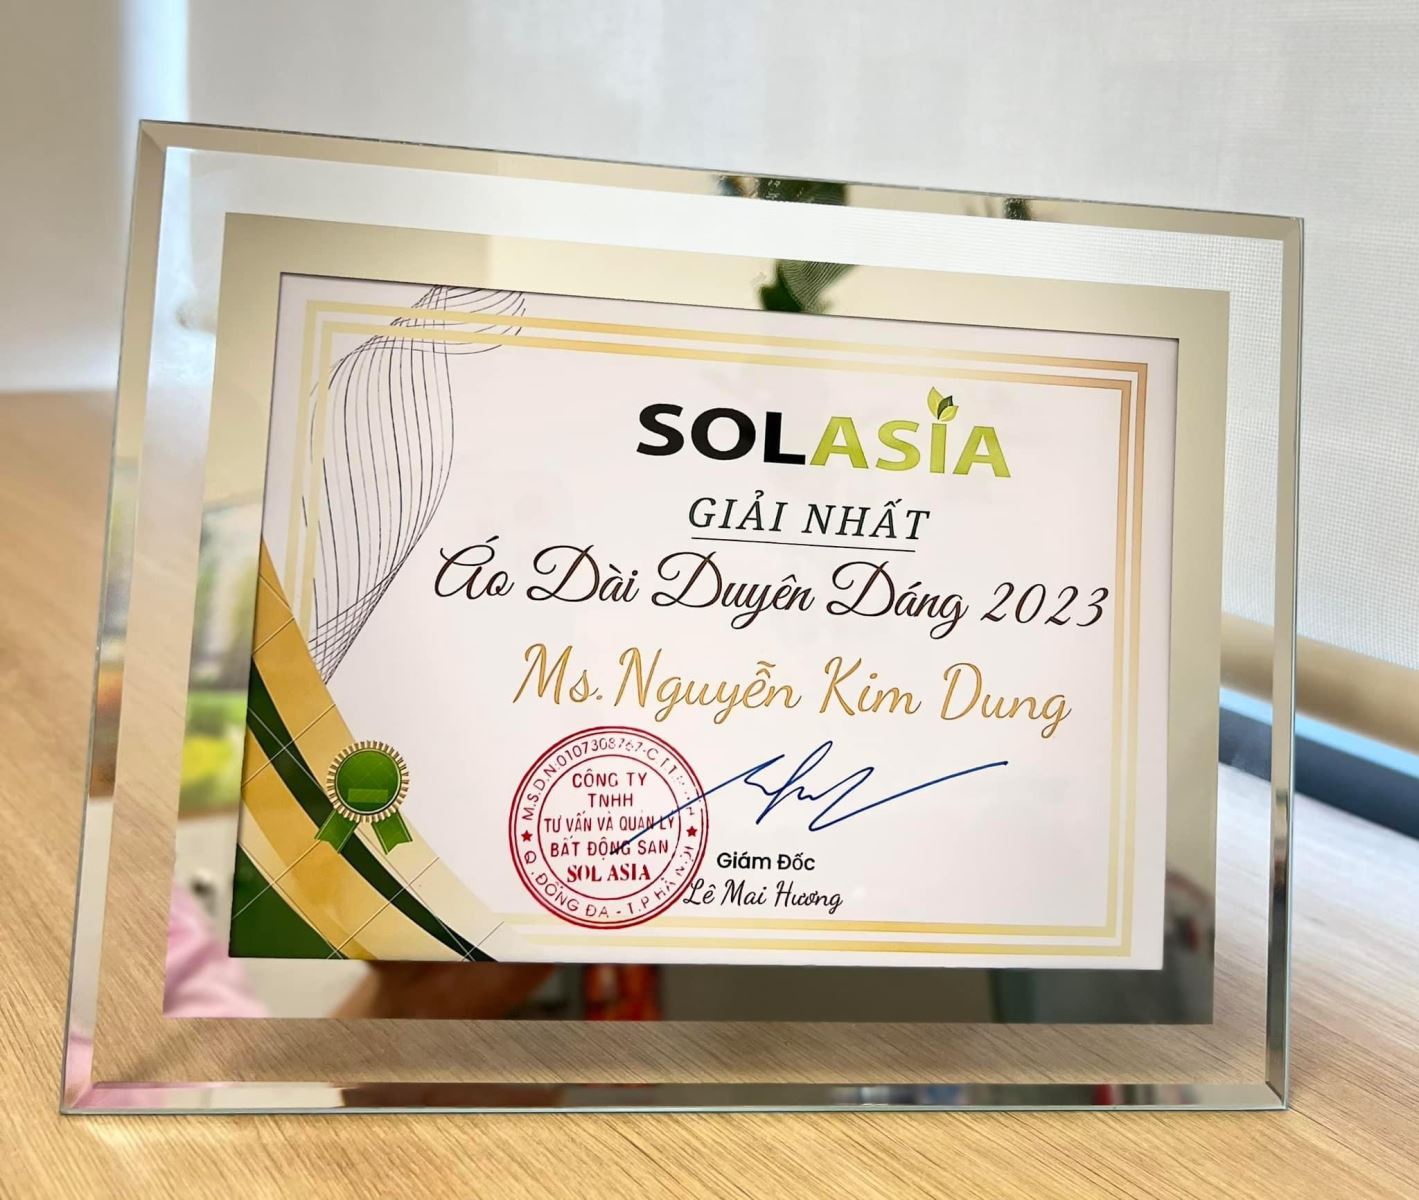 SOLASIA
GIẢI NHẤT
Áo Dài Duyên Dáng 2023
Ms. Nguyễn Kim Dung
M.S.D.N:0107308767-C.T.T.N.H.H
CÔNG TY
TNHH
TƯ VẤN VÀ QUẢN LÝ
BẤT ĐỘNG SẢN
SOL ASIA
Q. ĐỐNG ĐA - T.P HÀ
Giám Đốc
Lê Mai Hương